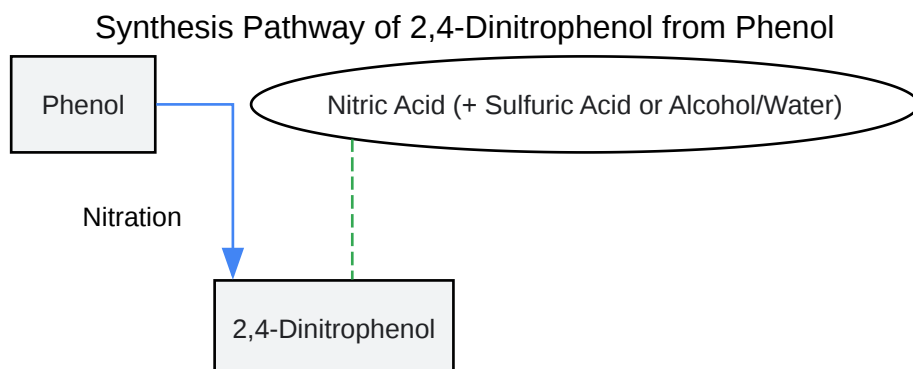 Synthesis Pathway of 2,4-Dinitrophenol from Phenol
Phenol
Nitric Acid (+ Sulfuric Acid or Alcohol/Water)
Nitration
2,4-Dinitrophenol